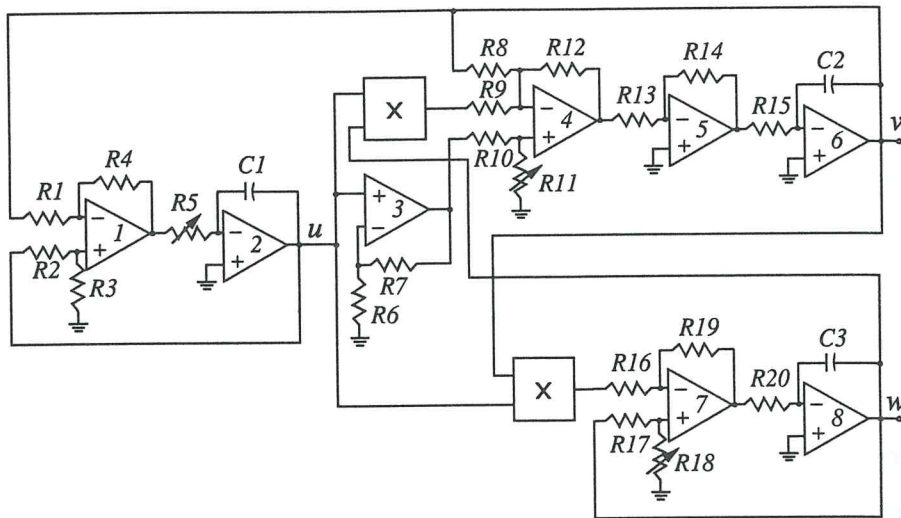 R8 R12 R14 C2
R9 R13 R15
X − 4 + − 5 + − 6 + v
R10 R11
R4 C1
R1 R5 + 3 −
− 1 + − 2 + u
R2 R3 R7
R6
R19 C3
R16 R20
X − 7 + − 8 + w
R17 R18